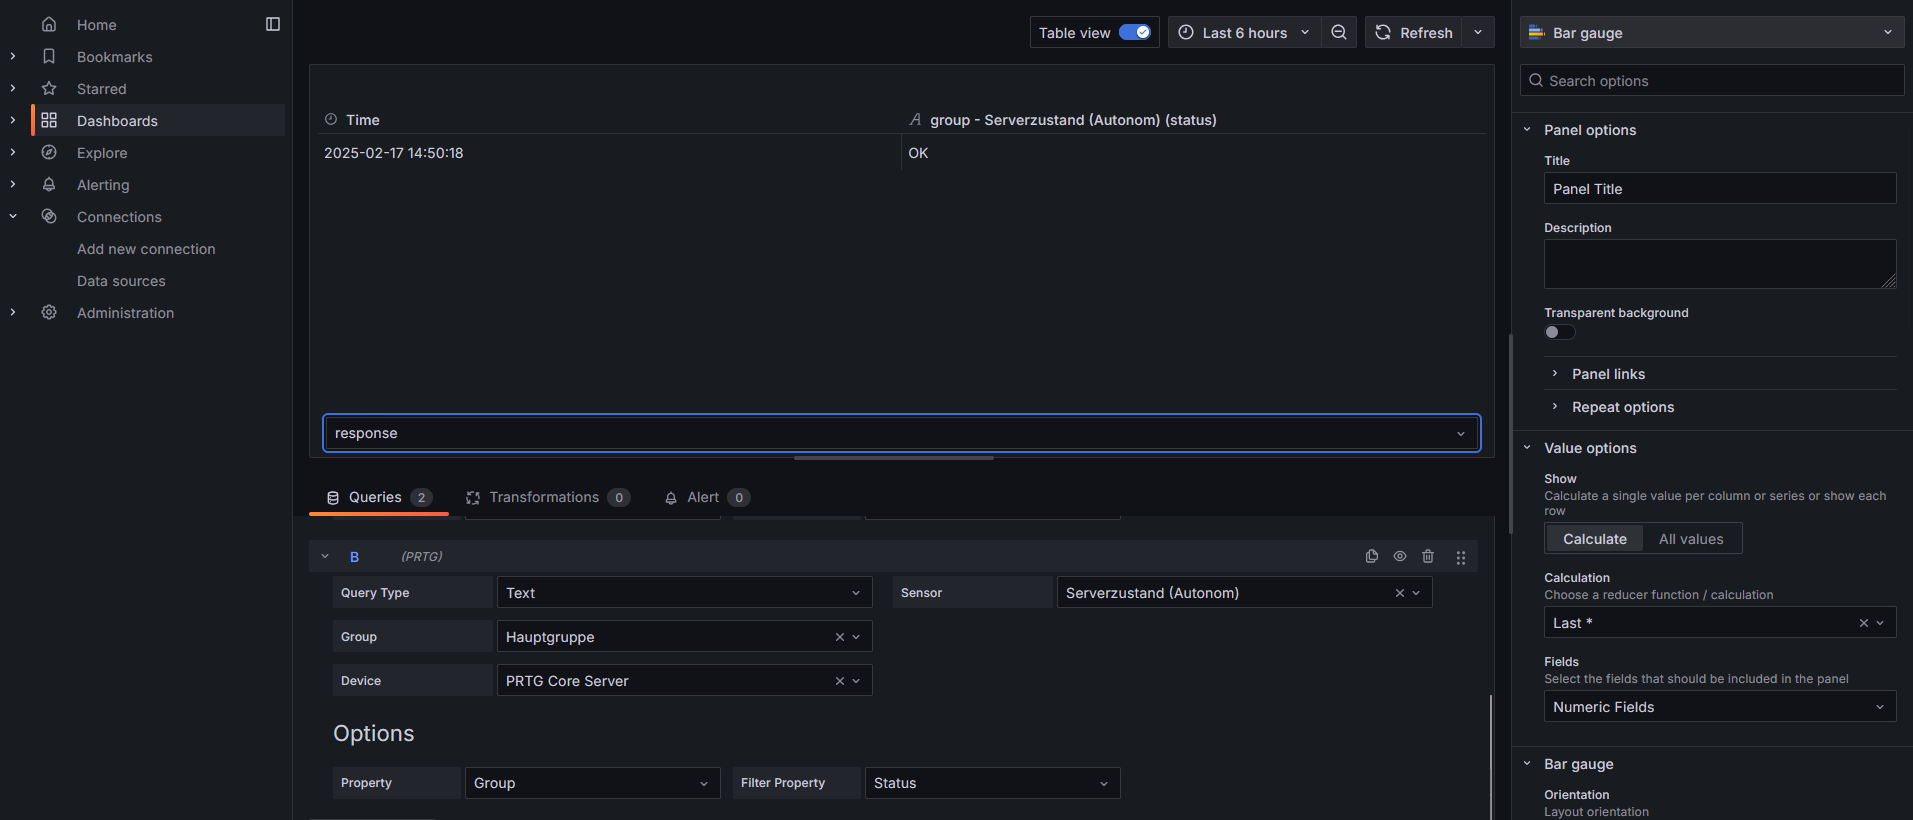 Home
Bookmarks
Starred
Dashboards
Explore
Alerting
Connections
Add new connection
Data sources
Administration
Table view
Last 6 hours
Refresh
Time
group - Serverzustand (Autonom) (status)
2025-02-17 14:50:18
OK
response
Queries 2
Transformations 0
Alert 0
B (PRTG)
Query Type Text
Sensor Serverzustand (Autonom)
Group Hauptgruppe
Device PRTG Core Server
Options
Property Group
Filter Property Status
Bar gauge
Search options
Panel options
Title
Panel Title
Description
Transparent background
Panel links
Repeat options
Value options
Show
Calculate a single value per column or series or show each
row
Calculate All values
Calculation
Choose a reducer function / calculation
Last *
Fields
Select the fields that should be included in the panel
Numeric Fields
Bar gauge
Orientation
Layout orientation